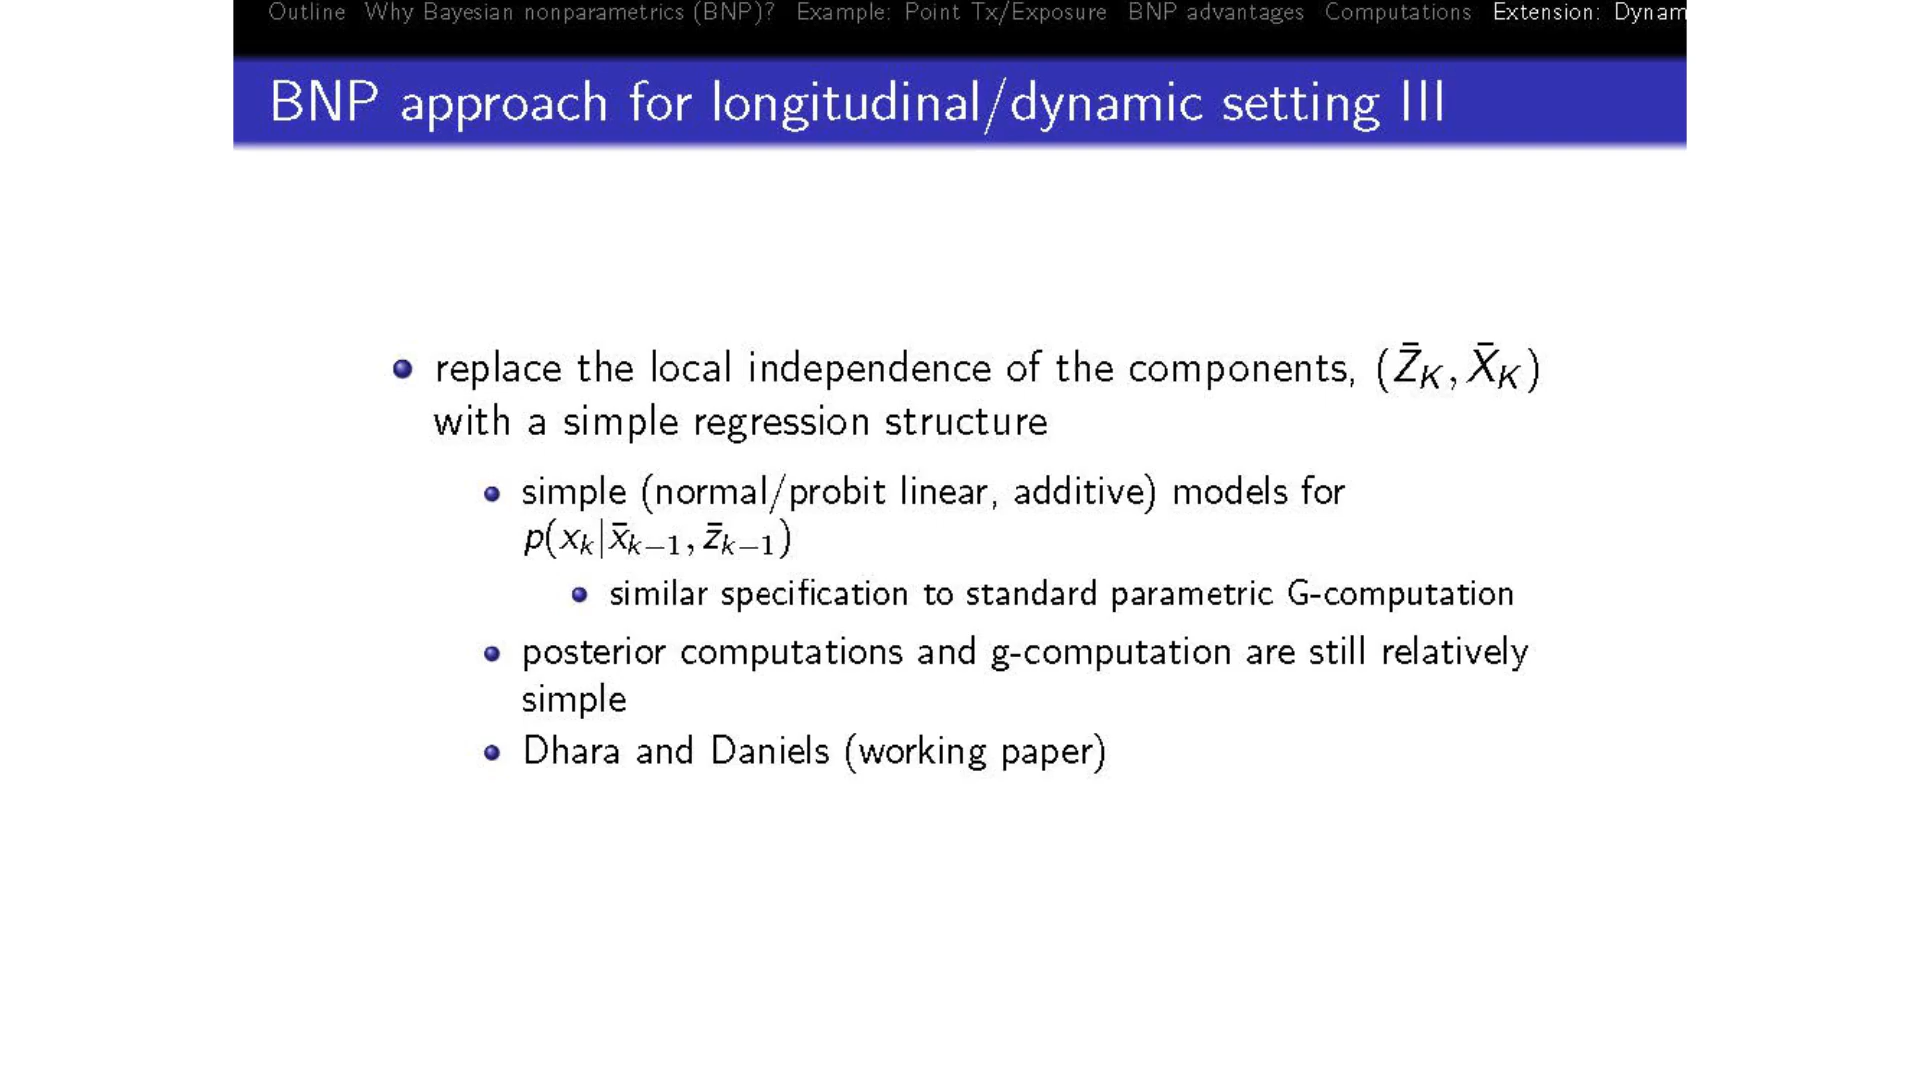 Outline Why Bayesian nonparametrics (BNP)? Example: Point Tx/Exposure BNP advantages Computations Extension: Dynam
BNP approach for longitudinal/dynamic setting III
replace the local independence of the components, (Z̄_K, X̄_K)
with a simple regression structure
simple (normal/probit linear, additive) models for
p(x_k|x̄_{k−1}, z̄_{k−1})
similar specification to standard parametric G-computation
posterior computations and g-computation are still relatively
simple
Dhara and Daniels (working paper)